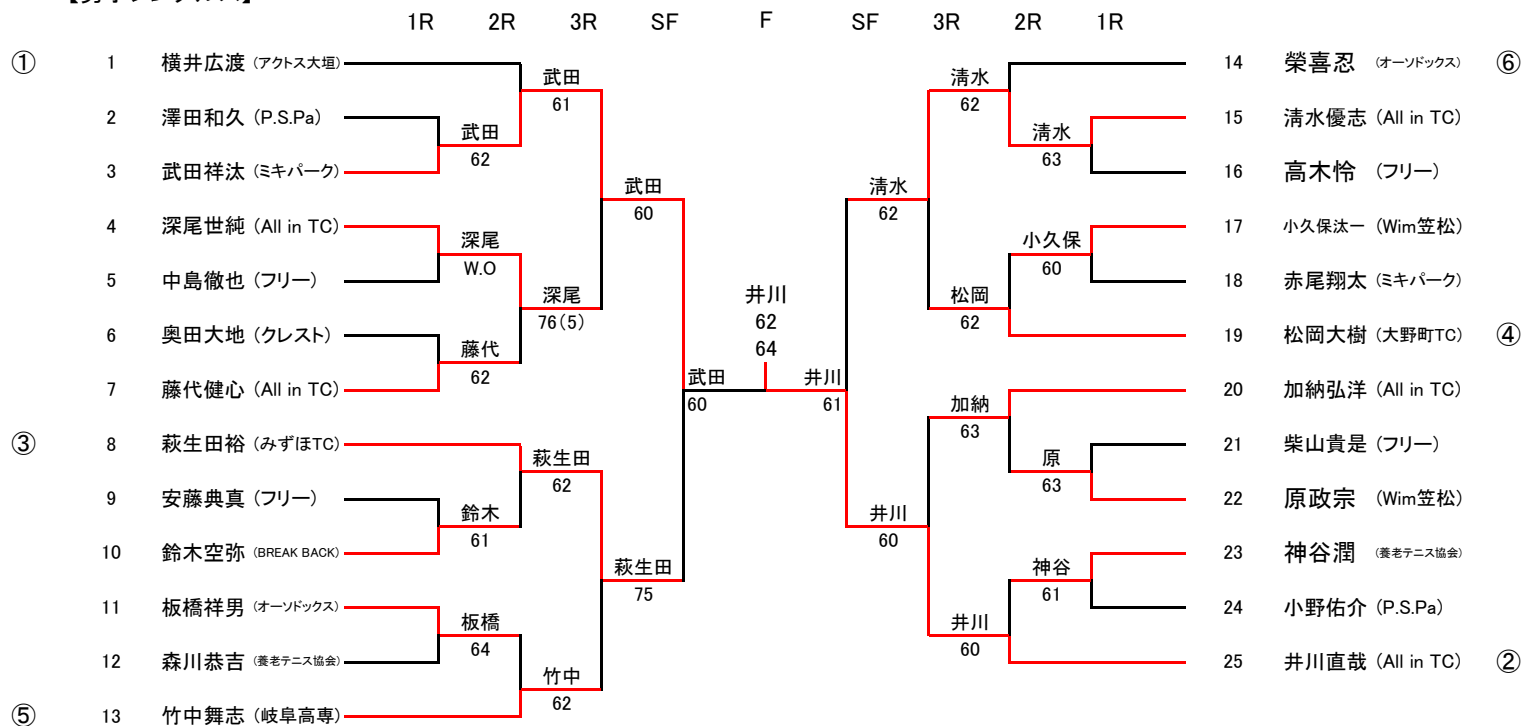 1R 2R 3R SF F SF 3R 2R 1R
① 1 横井広渡 (アクトス大垣) 14 榮喜忍 (オーソドックス) ⑥
武田 清水
61 62
2 澤田和久 (P.S.Pa) 15 清水優志 (All in TC)
武田 清水
62 63
3 武田祥汰 (ミキパーク) 16 高木怜 (フリー)
武田 清水
60 62
4 深尾世純 (All in TC) 17 小久保汰一 (Wim笠松)
深尾 小久保
W.O 60
5 中島徹也 (フリー) 18 赤尾翔太 (ミキパーク)
深尾 井川 松岡
76(5) 62 62
6 奥田大地 (クレスト) 19 松岡大樹 (大野町TC) ④
藤代 64
62
7 藤代健心 (All in TC) 20 加納弘洋 (All in TC)
武田 井川 加納
60 61 63
③ 8 萩生田裕 (みずほTC) 21 柴山貴是 (フリー)
萩生田 原
62 63
9 安藤典真 (フリー) 22 原政宗 (Wim笠松)
鈴木 井川
61 60
10 鈴木空弥 (BREAK BACK) 23 神谷潤 (養老テニス協会)
萩生田 神谷
75 61
11 板橋祥男 (オーソドックス) 24 小野佑介 (P.S.Pa)
板橋 井川
64 60
12 森川恭吉 (養老テニス協会) 25 井川直哉 (All in TC) ②
竹中
62
⑤ 13 竹中舞志 (岐阜高専)